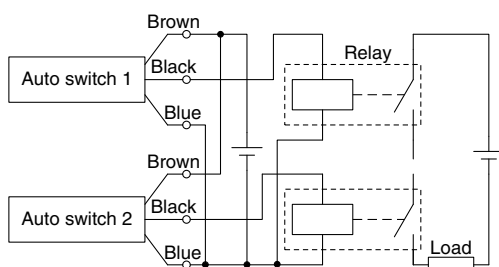 Brown
Relay
Auto switch 1
Black
Blue
Brown
Auto switch 2
Black
Blue
Load